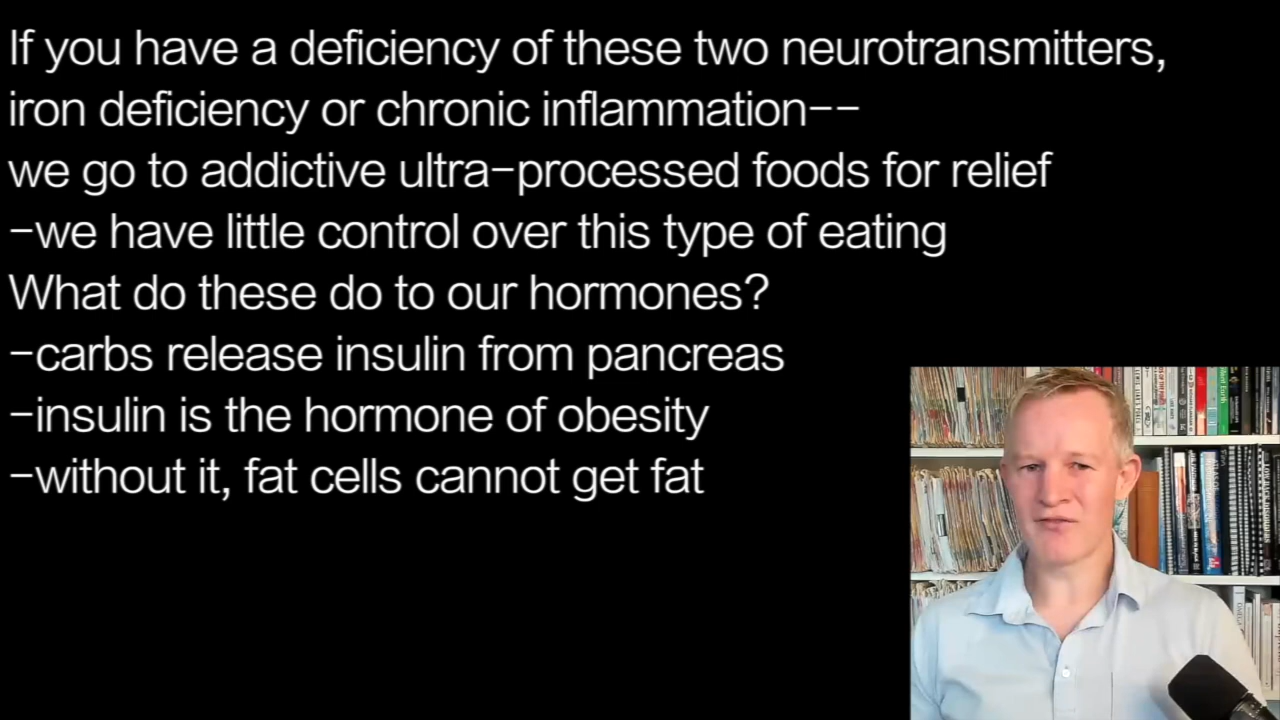 If you have a deficiency of these two neurotransmitters,
iron deficiency or chronic inflammation--
we go to addictive ultra-processed foods for relief
-we have little control over this type of eating
What do these do to our hormones?
-carbs release insulin from pancreas
-insulin is the hormone of obesity
-without it, fat cells cannot get fat